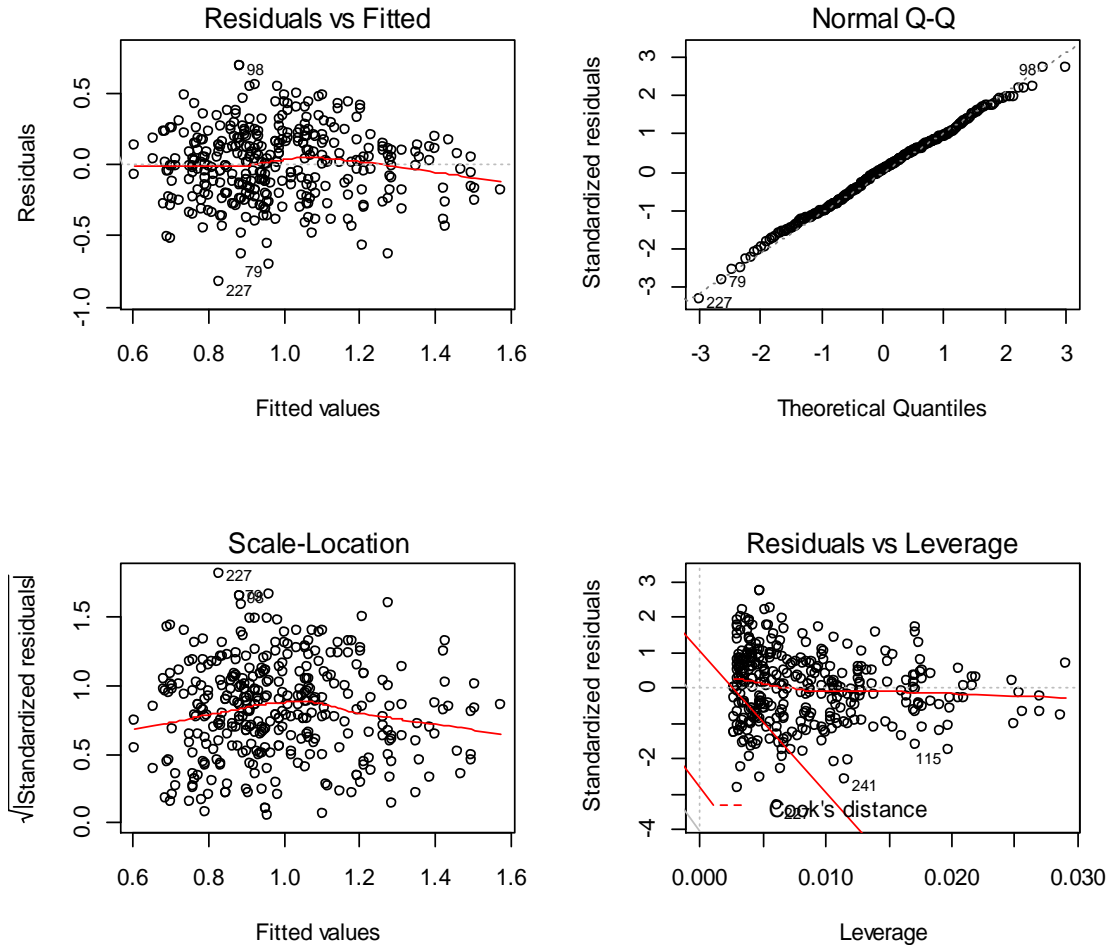 Residuals vs Fitted
Residuals
0.5
0.0
-0.5
-1.0
98
79
227
0.6 0.8 1.0 1.2 1.4 1.6
Fitted values
Normal Q-Q
Standardized residuals
3
2
1
0
-1
-2
-3
98
79
227
-3 -2 -1 0 1 2 3
Theoretical Quantiles
Scale-Location
√|Standardized residuals|
1.5
1.0
0.5
0.0
227
0.6 0.8 1.0 1.2 1.4 1.6
Fitted values
Residuals vs Leverage
Standardized residuals
3
2
1
0
-2
-4
115
241
Cook's distance
227
0.000 0.010 0.020 0.030
Leverage